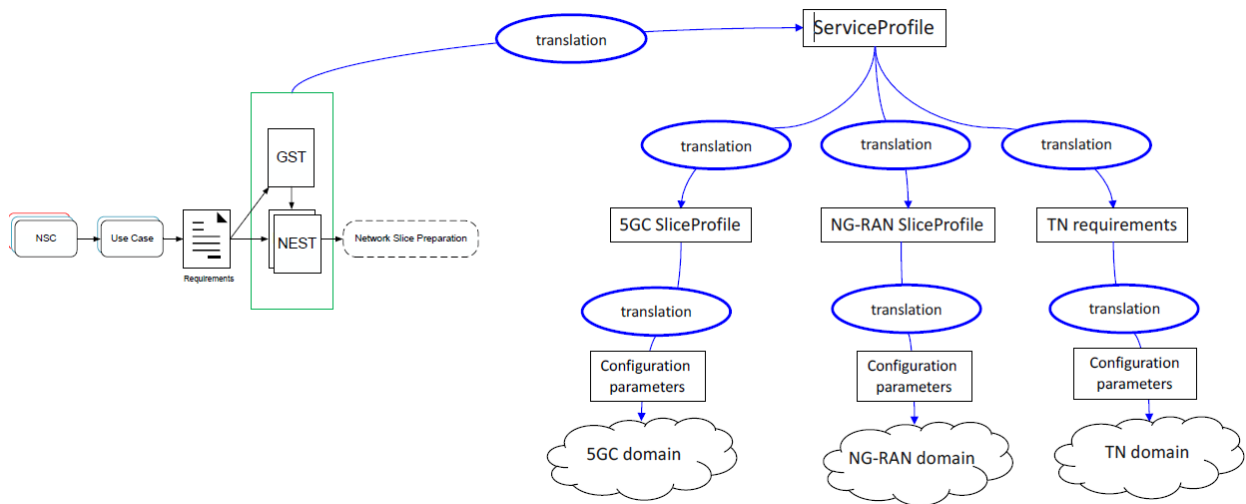 translation
ServiceProfile
translation
translation
translation
GST
NSC
Use Case
Requirements
NEST
Network Slice Preparation
5GC SliceProfile
NG-RAN SliceProfile
TN requirements
translation
translation
translation
Configuration
parameters
Configuration
parameters
Configuration
parameters
5GC domain
NG-RAN domain
TN domain